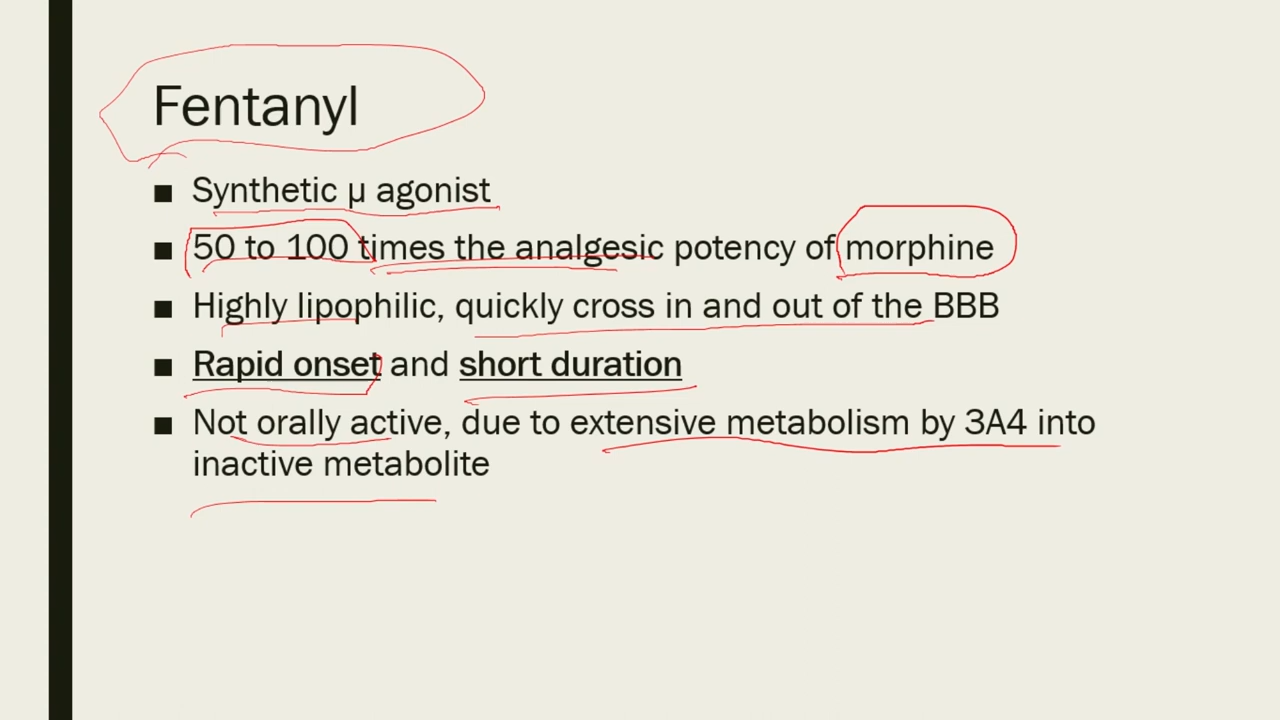 Fentanyl
■ Synthetic μ agonist
■ 50 to 100 times the analgesic potency of morphine
■ Highly lipophilic, quickly cross in and out of the BBB
■ Rapid onset and short duration
■ Not orally active, due to extensive metabolism by 3A4 into
inactive metabolite